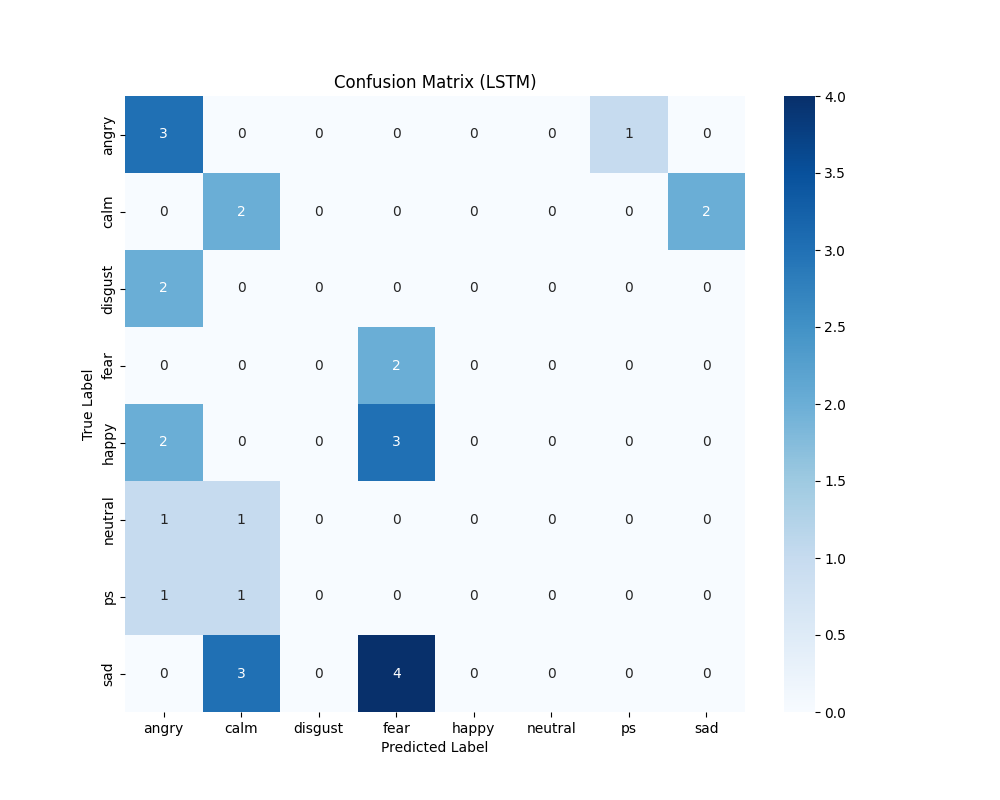 Confusion Matrix (LSTM)
True Label
angry 3 0 0 0 0 0 1 0
calm 0 2 0 0 0 0 0 2
disgust 2 0 0 0 0 0 0 0
fear 0 0 0 2 0 0 0 0
happy 2 0 0 3 0 0 0 0
neutral 1 1 0 0 0 0 0 0
ps 1 1 0 0 0 0 0 0
sad 0 3 0 4 0 0 0 0
angry calm disgust fear happy neutral ps sad
Predicted Label
4.0
3.5
3.0
2.5
2.0
1.5
1.0
0.5
0.0